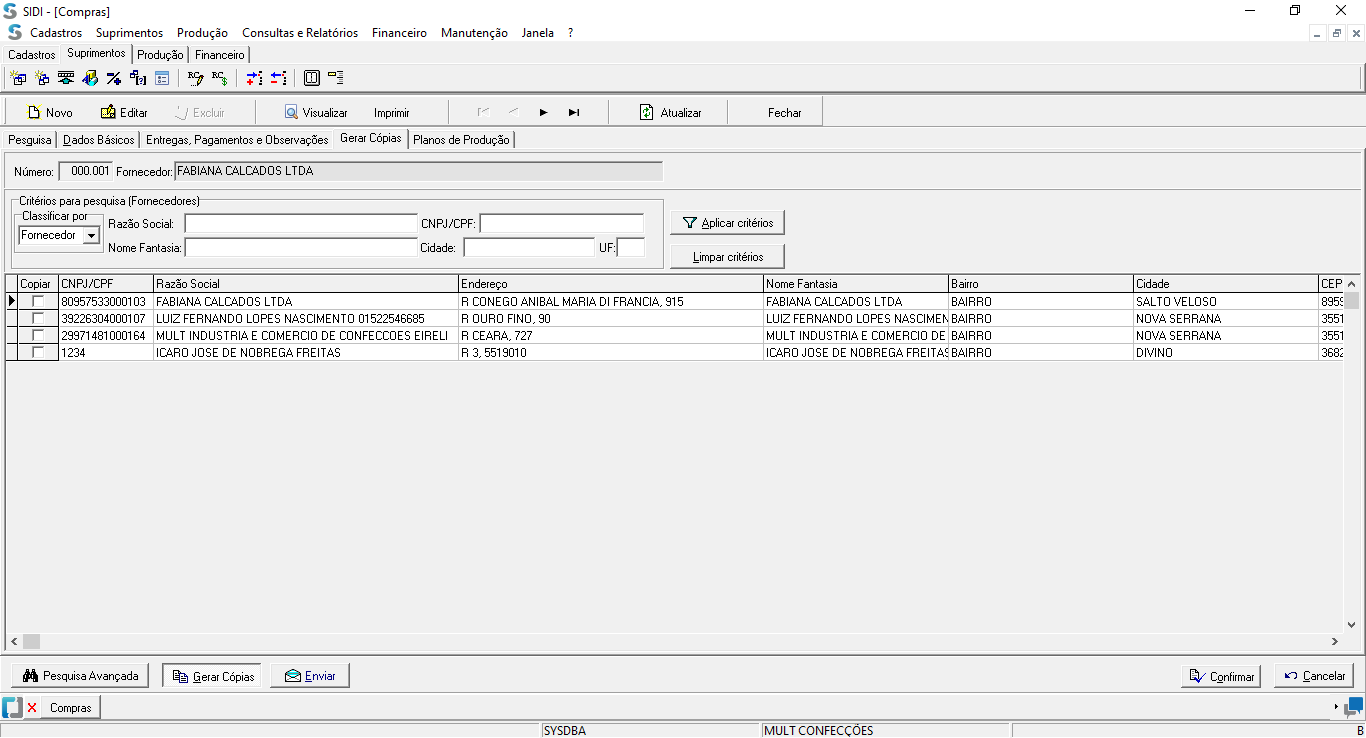 SIDI - [Compras]
Cadastros Suprimentos Produção Consultas e Relatórios Financeiro Manutenção Janela ?
Cadastros Suprimentos Produção Financeiro
Novo Editar Excluir Visualizar Imprimir Atualizar Fechar
Pesquisa Dados Básicos Entregas, Pagamentos e Observações Gerar Cópias Planos de Produção
Número: 000.001 Fornecedor: FABIANA CALCADOS LTDA
Critérios para pesquisa (Fornecedores)
Classificar por
Fornecedor
Razão Social: CNPJ/CPF:
Nome Fantasia: Cidade: UF:
Aplicar critérios
Limpar critérios
Copiar CNPJ/CPF Razão Social Endereço Nome Fantasia Bairro Cidade CEP
80957533000103 FABIANA CALCADOS LTDA R CONEGO ANIBAL MARIA DI FRANCIA, 915 FABIANA CALCADOS LTDA BAIRRO SALTO VELOSO 8959
39226304000107 LUIZ FERNANDO LOPES NASCIMENTO 01522546685 R OURO FINO, 90 LUIZ FERNANDO LOPES NASCIMEN BAIRRO NOVA SERRANA 3551
29971481000164 MULT INDUSTRIA E COMERCIO DE CONFECCOES EIRELI R CEARA, 727 MULT INDUSTRIA E COMERCIO DE BAIRRO NOVA SERRANA 3551
1234 ICARO JOSE DE NOBREGA FREITAS R 3, 5519010 ICARO JOSE DE NOBREGA FREITAS BAIRRO DIVINO 3682
Pesquisa Avançada Gerar Cópias Enviar Confirmar Cancelar
Compras
SYSDBA MULT CONFECÇÕES B